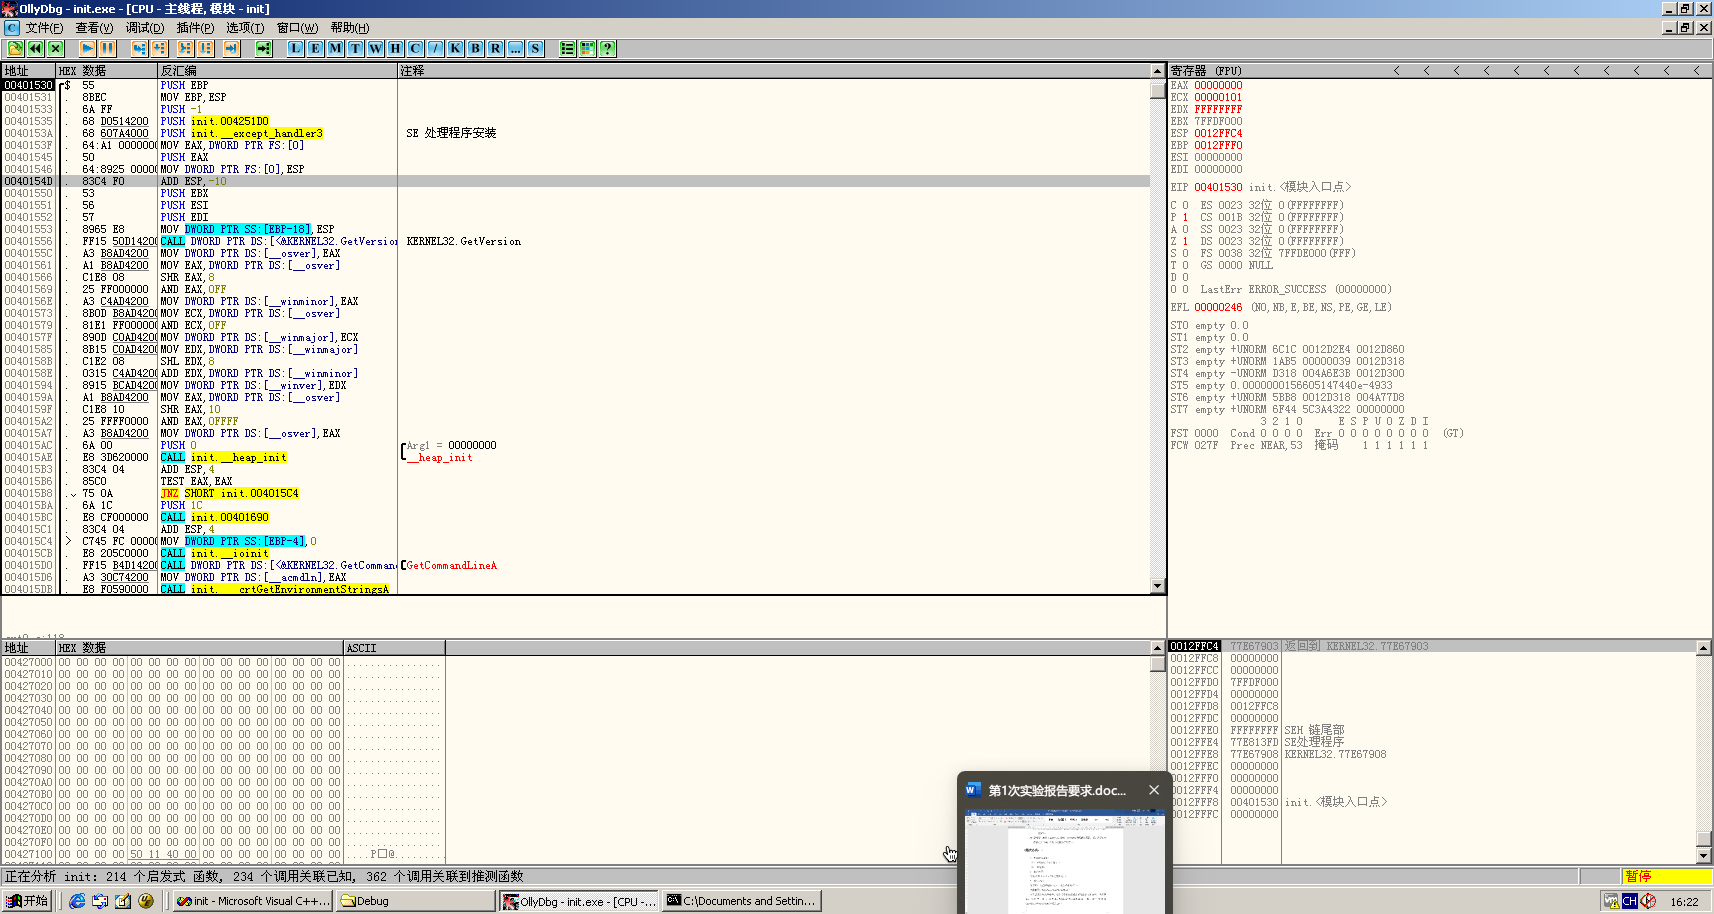 OllyDbg - init.exe - [CPU - 主线程, 模块 - init]
文件(F) 查看(V) 调试(D) 插件(P) 选项(T) 窗口(W) 帮助(H)
L E M T W H C / K B R ... S
地址 HEX 数据 反汇编 注释
00401530 $ 55 PUSH EBP
00401531 . 8BEC MOV EBP,ESP
00401533 . 6A FF PUSH -1
00401535 . 68 D0514200 PUSH init.004251D0
0040153A . 68 607A4000 PUSH init.__except_handler3 SE 处理程序安装
0040153F . 64:A1 0000000 MOV EAX,DWORD PTR FS:[0]
00401545 . 50 PUSH EAX
00401546 . 64:8925 00000 MOV DWORD PTR FS:[0],ESP
0040154D . 83C4 F0 ADD ESP,-10
00401550 . 53 PUSH EBX
00401551 . 56 PUSH ESI
00401552 . 57 PUSH EDI
00401553 . 8965 E8 MOV DWORD PTR SS:[EBP-18],ESP
00401556 . FF15 50D14200 CALL DWORD PTR DS:[<&KERNEL32.GetVersion KERNEL32.GetVersion
0040155C . A3 B8AD4200 MOV DWORD PTR DS:[__osver],EAX
00401561 . A1 B8AD4200 MOV EAX,DWORD PTR DS:[__osver]
00401566 . C1E8 08 SHR EAX,8
00401569 . 25 FF000000 AND EAX,0FF
0040156E . A3 C4AD4200 MOV DWORD PTR DS:[__winminor],EAX
00401573 . 8B0D B8AD4200 MOV ECX,DWORD PTR DS:[__osver]
00401579 . 81E1 FF000000 AND ECX,0FF
0040157F . 890D C0AD4200 MOV DWORD PTR DS:[__winmajor],ECX
00401585 . 8B15 C0AD4200 MOV EDX,DWORD PTR DS:[__winmajor]
0040158B . C1E2 08 SHL EDX,8
0040158E . 0315 C4AD4200 ADD EDX,DWORD PTR DS:[__winminor]
00401594 . 8915 BCAD4200 MOV DWORD PTR DS:[__winver],EDX
0040159A . A1 B8AD4200 MOV EAX,DWORD PTR DS:[__osver]
0040159F . C1E8 10 SHR EAX,10
004015A2 . 25 FFFF0000 AND EAX,0FFFF
004015A7 . A3 B8AD4200 MOV DWORD PTR DS:[__osver],EAX
004015AC . 6A 00 PUSH 0 Arg1 = 00000000
004015AE . E8 3D620000 CALL init.__heap_init __heap_init
004015B3 . 83C4 04 ADD ESP,4
004015B6 . 85C0 TEST EAX,EAX
004015B8 . 75 0A JNZ SHORT init.004015C4
004015BA . 6A 1C PUSH 1C
004015BC . E8 CF000000 CALL init.00401690
004015C1 . 83C4 04 ADD ESP,4
004015C4 > C745 FC 00000 MOV DWORD PTR SS:[EBP-4],0
004015CB . E8 205C0000 CALL init.__ioinit
004015D0 . FF15 B4D14200 CALL DWORD PTR DS:[<&KERNEL32.GetComman GetCommandLineA
004015D6 . A3 30C74200 MOV DWORD PTR DS:[__acmdln],EAX
004015DB . E8 F0590000 CALL init.___crtGetEnvironmentStringsA
寄存器 (FPU) < < < < < < < < < < <
EAX 00000000
ECX 00000101
EDX FFFFFFFF
EBX 7FFDF000
ESP 0012FFC4
EBP 0012FFF0
ESI 00000000
EDI 00000000
EIP 00401530 init.<模块入口点>
C 0 ES 0023 32位 0(FFFFFFFF)
P 1 CS 001B 32位 0(FFFFFFFF)
A 0 SS 0023 32位 0(FFFFFFFF)
Z 1 DS 0023 32位 0(FFFFFFFF)
S 0 FS 0038 32位 7FFDE000(FFF)
T 0 GS 0000 NULL
D 0
O 0 LastErr ERROR_SUCCESS (00000000)
EFL 00000246 (NO,NB,E,BE,NS,PE,GE,LE)
ST0 empty 0.0
ST1 empty 0.0
ST2 empty +UNORM 6C1C 0012D2E4 0012D860
ST3 empty +UNORM 1AB5 00000039 0012D318
ST4 empty -UNORM D318 004A6E3B 0012D300
ST5 empty 0.0000000156605147440e-4933
ST6 empty +UNORM 5BB8 0012D318 004A77D8
ST7 empty +UNORM 6F44 5C3A4322 00000000
3 2 1 0 E S P U O Z D I
FST 0000 Cond 0 0 0 0 Err 0 0 0 0 0 0 0 0 (GT)
FCW 027F Prec NEAR,53 掩码 1 1 1 1 1 1
地址 HEX 数据 ASCII
00427000 00 00 00 00 00 00 00 00 00 00 00 00 00 00 00 00 ................
00427010 00 00 00 00 00 00 00 00 00 00 00 00 00 00 00 00 ................
00427020 00 00 00 00 00 00 00 00 00 00 00 00 00 00 00 00 ................
00427030 00 00 00 00 00 00 00 00 00 00 00 00 00 00 00 00 ................
00427040 00 00 00 00 00 00 00 00 00 00 00 00 00 00 00 00 ................
00427050 00 00 00 00 00 00 00 00 00 00 00 00 00 00 00 00 ................
00427060 00 00 00 00 00 00 00 00 00 00 00 00 00 00 00 00 ................
00427070 00 00 00 00 00 00 00 00 00 00 00 00 00 00 00 00 ................
00427080 00 00 00 00 00 00 00 00 00 00 00 00 00 00 00 00 ................
00427090 00 00 00 00 00 00 00 00 00 00 00 00 00 00 00 00 ................
004270A0 00 00 00 00 00 00 00 00 00 00 00 00 00 00 00 00 ................
004270B0 00 00 00 00 00 00 00 00 00 00 00 00 00 00 00 00 ................
004270C0 00 00 00 00 00 00 00 00 00 00 00 00 00 00 00 00 ................
004270D0 00 00 00 00 00 00 00 00 00 00 00 00 00 00 00 00 ................
004270E0 00 00 00 00 00 00 00 00 00 00 00 00 00 00 00 00 ................
004270F0 00 00 00 00 00 00 00 00 00 00 00 00 00 00 00 00 ................
00427100 00 00 00 00 50 11 40 00 00 00 00 00 00 00 00 00 ....P□@.........
0012FFC4 77E67903 返回到 KERNEL32.77E67903
0012FFC8 00000000
0012FFCC 00000000
0012FFD0 7FFDF000
0012FFD4 00000000
0012FFD8 0012FFC8
0012FFDC 00000000
0012FFE0 FFFFFFFF SEH 链尾部
0012FFE4 77E813FD SE处理程序
0012FFE8 77E67908 KERNEL32.77E67908
0012FFEC 00000000
0012FFF0 00000000
0012FFF4 00000000
0012FFF8 00401530 init.<模块入口点>
0012FFFC 00000000
第1次实验报告要求.doc...
正在分析 init: 214 个启发式 函数, 234 个调用关联已知, 362 个调用关联到推测函数
暂停
开始 init - Microsoft Visual C++... Debug OllyDbg - init.exe - [CPU -... C:\Documents and Settin... CH 16:22